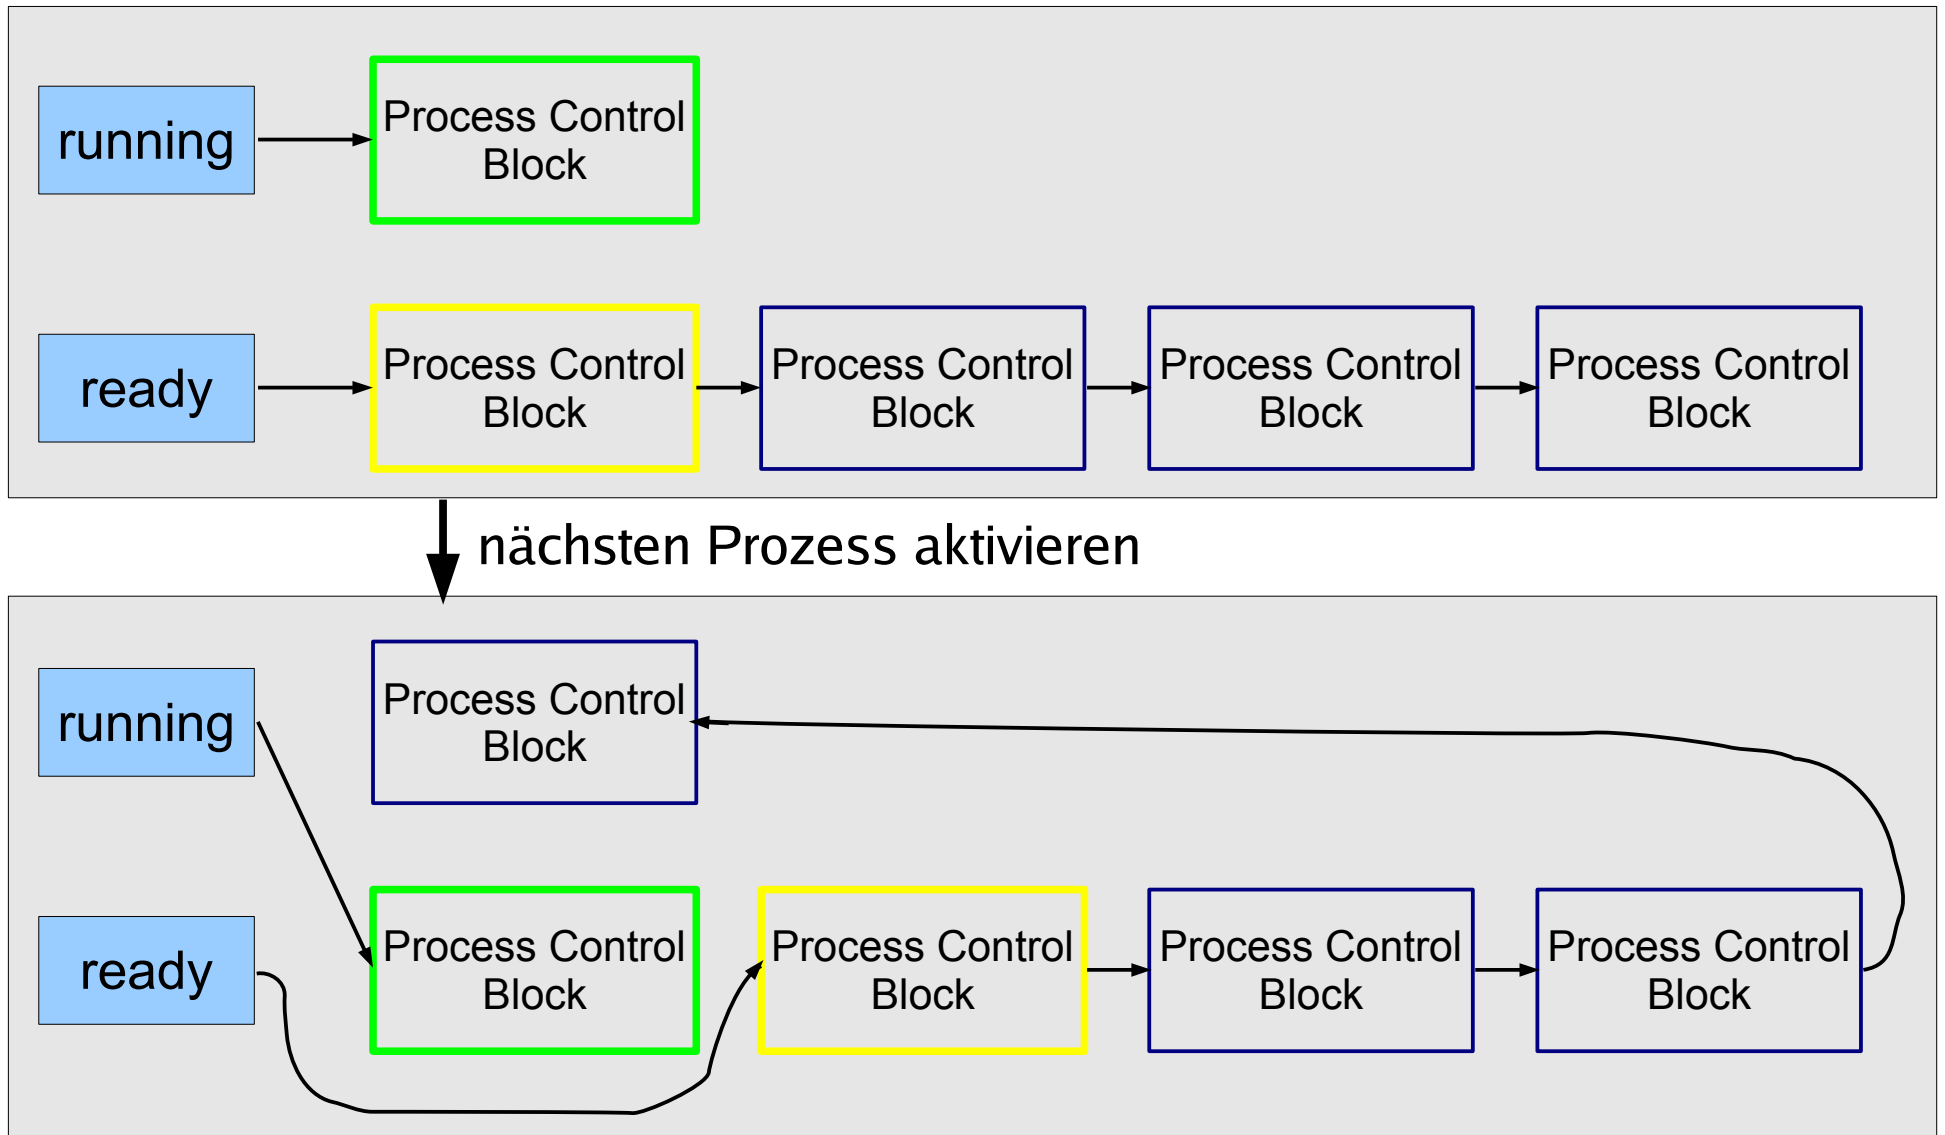 running
Process Control
Block
ready
Process Control
Block
Process Control
Block
Process Control
Block
Process Control
Block
nächsten Prozess aktivieren
running
Process Control
Block
ready
Process Control
Block
Process Control
Block
Process Control
Block
Process Control
Block